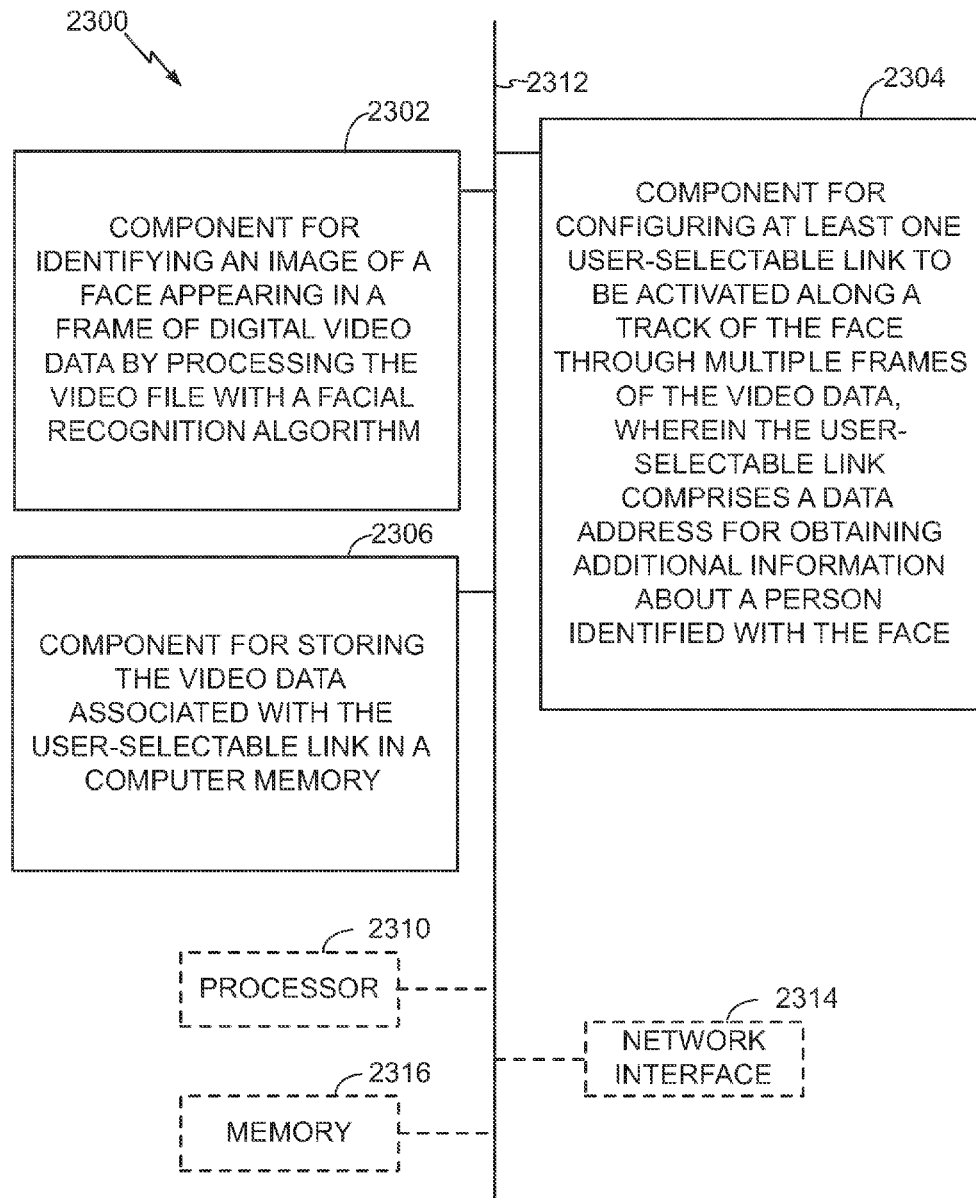 2300
2312
2302
COMPONENT FOR
IDENTIFYING AN IMAGE OF A
FACE APPEARING IN A
FRAME OF DIGITAL VIDEO
DATA BY PROCESSING THE
VIDEO FILE WITH A FACIAL
RECOGNITION ALGORITHM
2304
COMPONENT FOR
CONFIGURING AT LEAST ONE
USER-SELECTABLE LINK TO
BE ACTIVATED ALONG A
TRACK OF THE FACE
THROUGH MULTIPLE FRAMES
OF THE VIDEO DATA,
WHEREIN THE USER-
SELECTABLE LINK
COMPRISES A DATA
ADDRESS FOR OBTAINING
ADDITIONAL INFORMATION
ABOUT A PERSON
IDENTIFIED WITH THE FACE
2306
COMPONENT FOR STORING
THE VIDEO DATA
ASSOCIATED WITH THE
USER-SELECTABLE LINK IN A
COMPUTER MEMORY
2310
PROCESSOR
2314
NETWORK
INTERFACE
2316
MEMORY